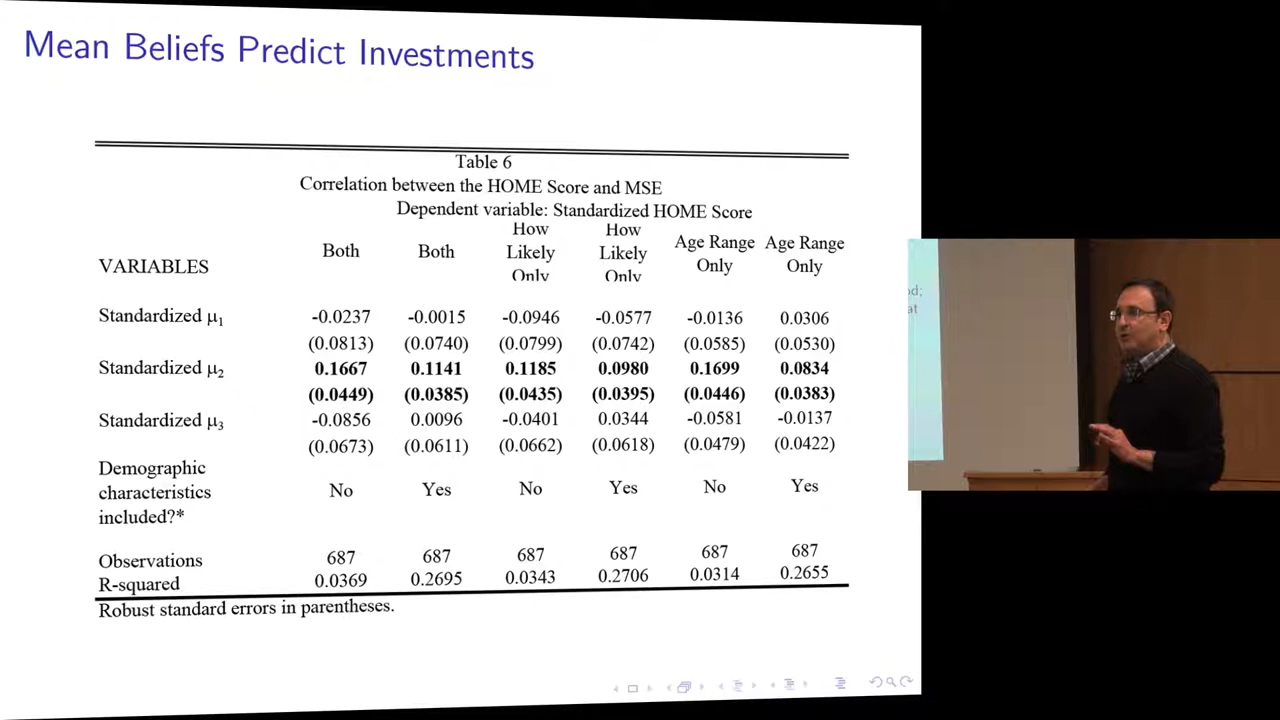 Mean Beliefs Predict Investments
Table 6
Correlation between the HOME Score and MSE
Dependent variable: Standardized HOME Score
VARIABLES Both Both How Likely Only How Likely Only Age Range Only Age Range Only
Standardized μ1 -0.0237 -0.0015 -0.0946 -0.0577 -0.0136 0.0306
(0.0813) (0.0740) (0.0799) (0.0742) (0.0585) (0.0530)
Standardized μ2 0.1667 0.1141 0.1185 0.0980 0.1699 0.0834
(0.0449) (0.0385) (0.0435) (0.0395) (0.0446) (0.0383)
Standardized μ3 -0.0856 0.0096 -0.0401 0.0344 -0.0581 -0.0137
(0.0673) (0.0611) (0.0662) (0.0618) (0.0479) (0.0422)
Demographic
characteristics No Yes No Yes No Yes
included?*
Observations 687 687 687 687 687 687
R-squared 0.0369 0.2695 0.0343 0.2706 0.0314 0.2655
Robust standard errors in parentheses.